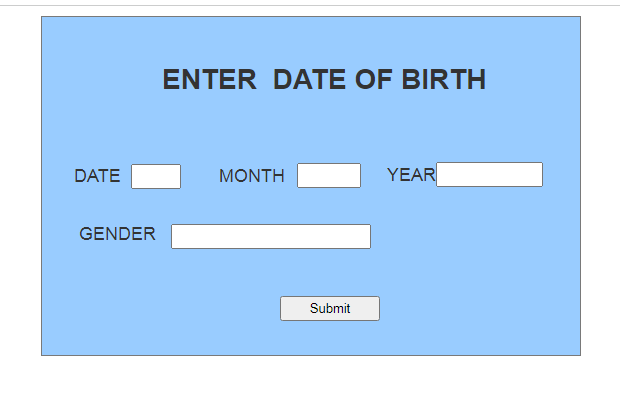 ENTER  DATE OF BIRTH
DATE MONTH YEAR
GENDER
Submit